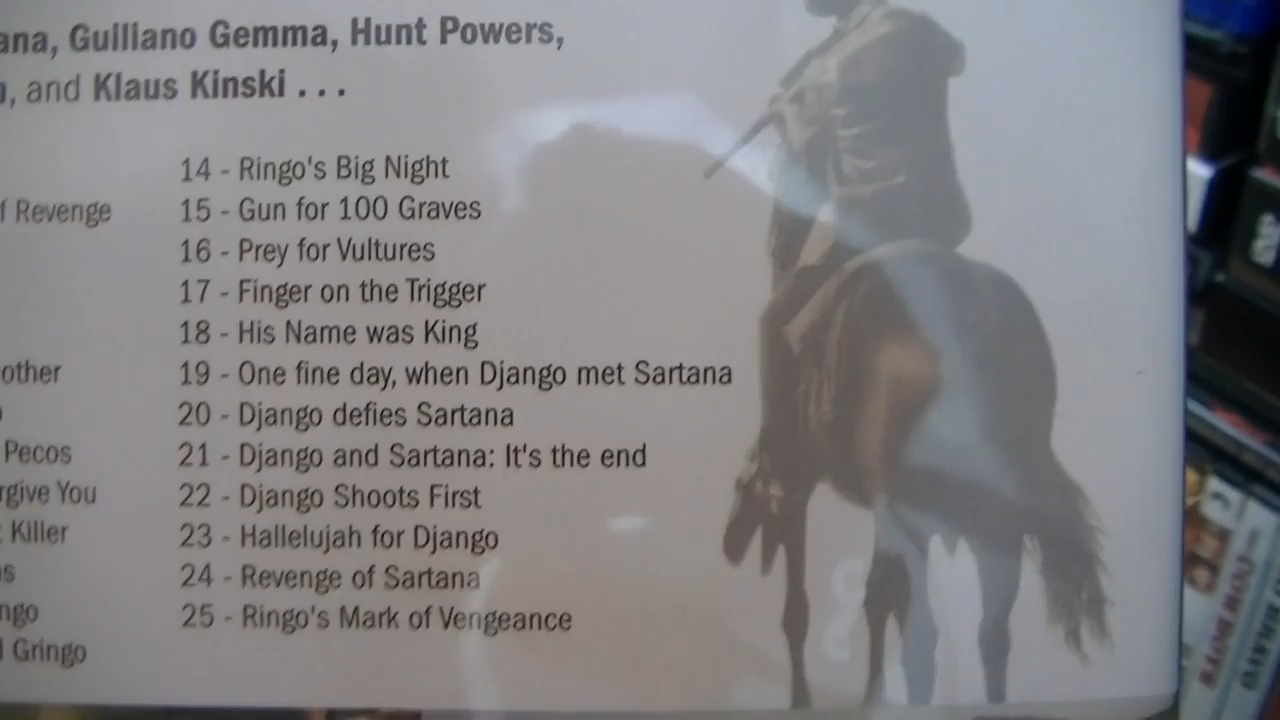 ana, Guiliano Gemma, Hunt Powers,
, and Klaus Kinski . . .
14 - Ringo's Big Night
f Revenge 15 - Gun for 100 Graves
16 - Prey for Vultures
17 - Finger on the Trigger
18 - His Name was King
other 19 - One fine day, when Django met Sartana
20 - Django defies Sartana
Pecos 21 - Django and Sartana: It's the end
rgive You 22 - Django Shoots First
Killer 23 - Hallelujah for Django
s 24 - Revenge of Sartana
ngo 25 - Ringo's Mark of Vengeance
l Gringo